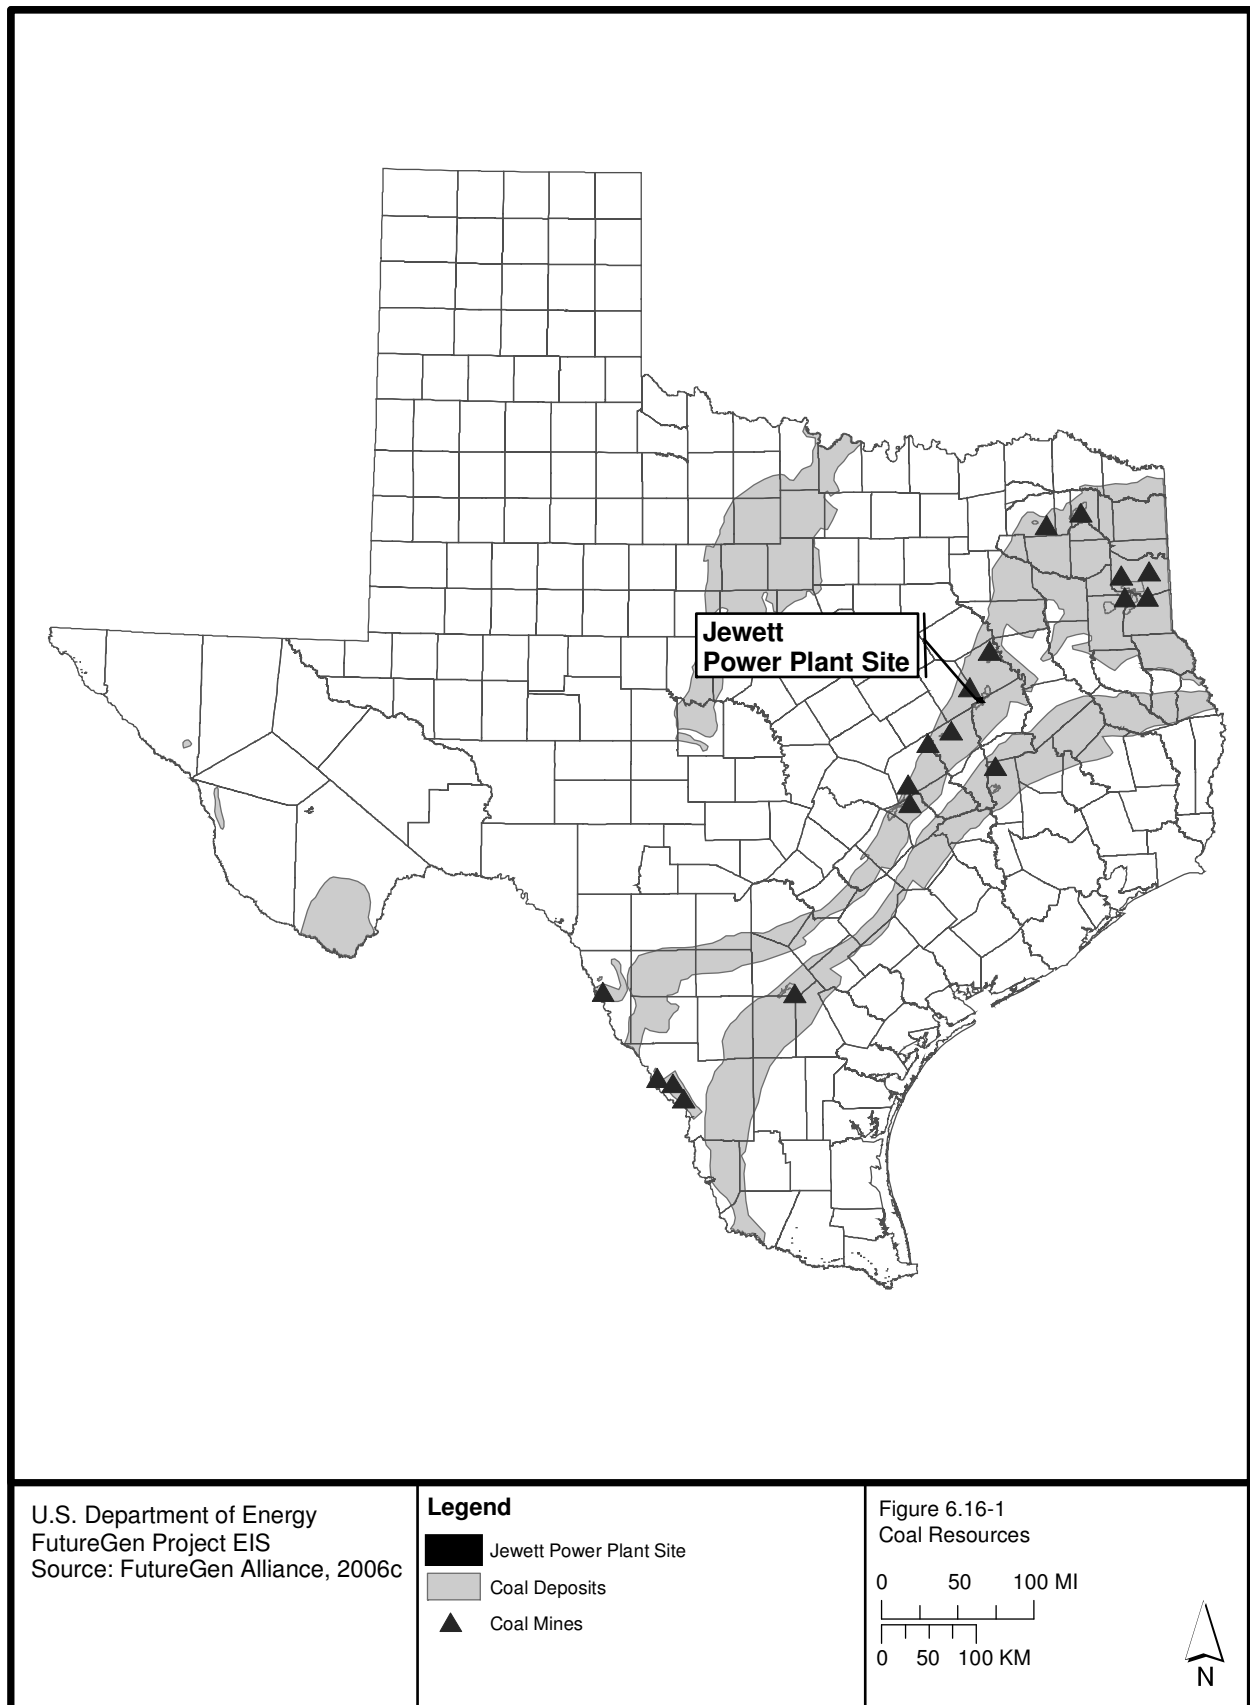 Jewett
Power Plant Site
U.S. Department of Energy
FutureGen Project EIS
Source: FutureGen Alliance, 2006c
Legend
Jewett Power Plant Site
Coal Deposits
Coal Mines
Figure 6.16-1
Coal Resources
0 50 100 MI
0 50 100 KM
N